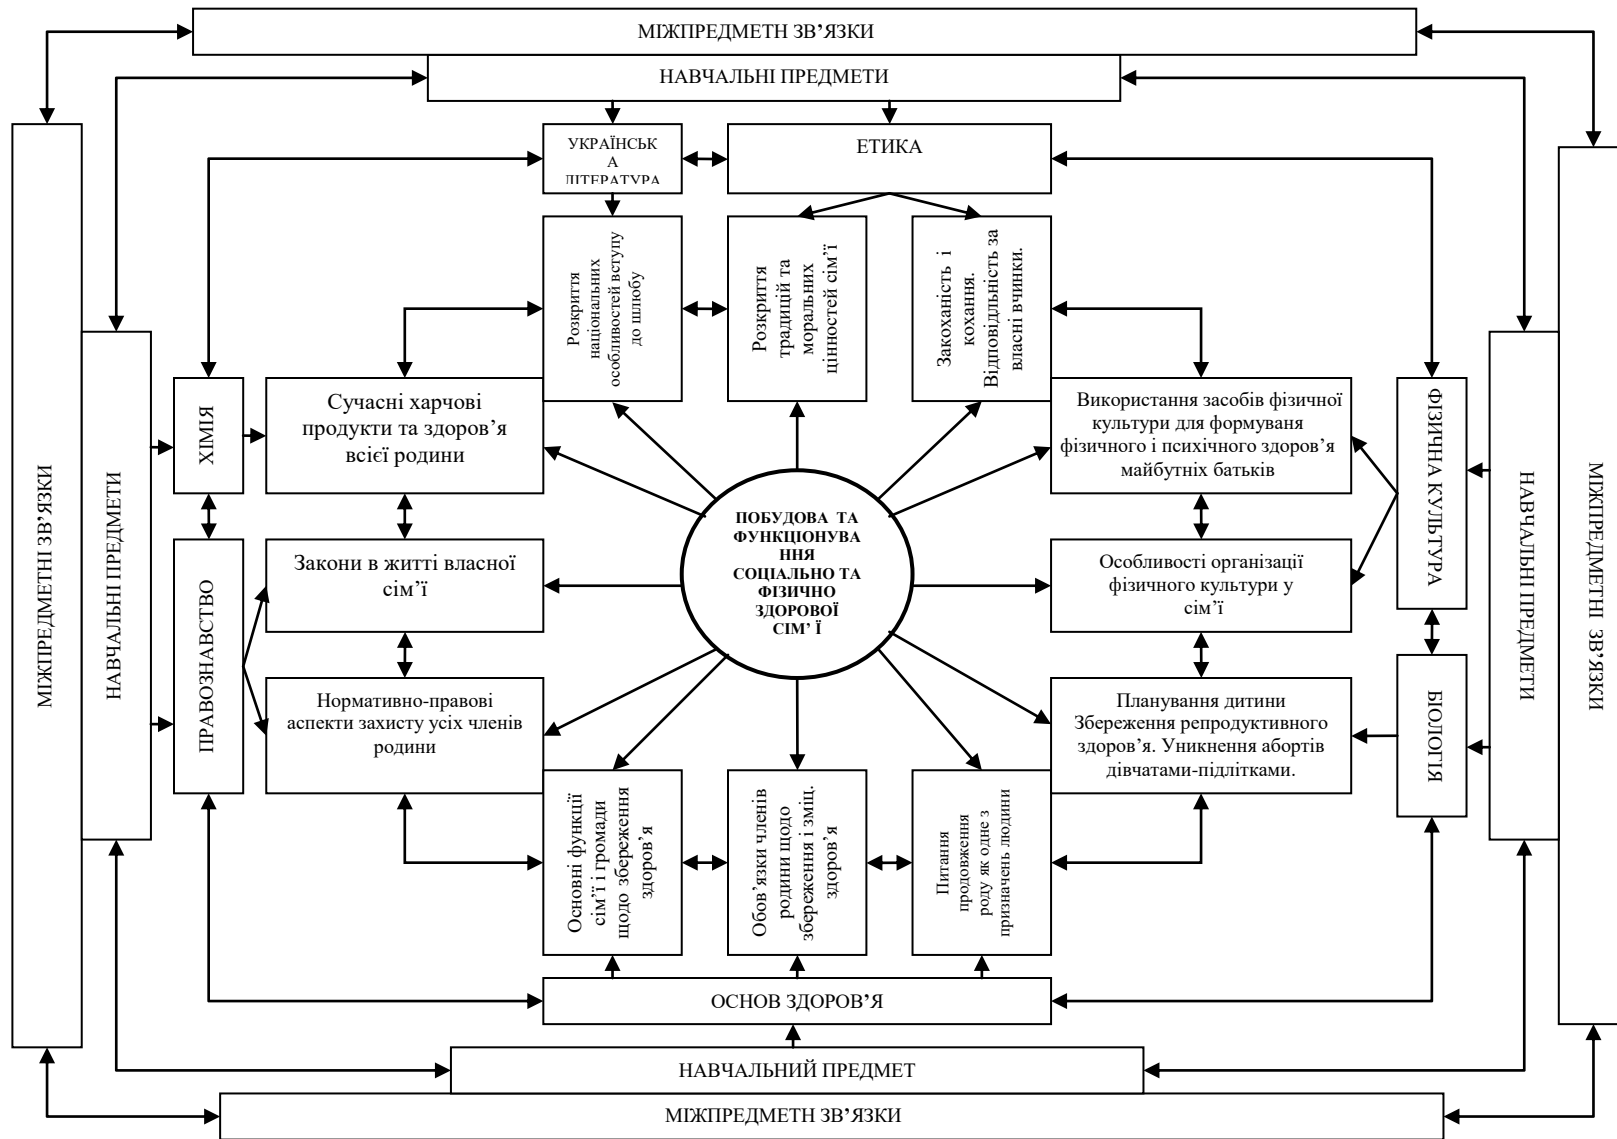 МІЖПРЕДМЕТН ЗВ’ЯЗКИ
НАВЧАЛЬНІ ПРЕДМЕТИ
УКРАЇНСЬК
А
ЛІТЕРАТУРА
ЕТИКА
Розкриття
національних
особливостей вступу
до шлюбу
Розкриття
традицій та
моральних
цінностей сім’ї
Закоханість і
кохання.
Відповідльність за
власні вчинки.
МІЖПРЕДМЕТНІ ЗВ’ЯЗКИ
НАВЧАЛЬНІ ПРЕДМЕТИ
ХІМІЯ
Сучасні харчові
продукти та здоров’я
всієї родини
Використання засобів фізичної
культури для формуваня
фізичного і психічного здоров’я
майбутніх батьків
ФІЗИЧНА КУЛЬТУРА
НАВЧАЛЬНІ ПРЕДМЕТИ
МІЖПРЕДМЕТНІ ЗВ’ЯЗКИ
ПОБУДОВА ТА
ФУНКЦІОНУВА
ННЯ
СОЦІАЛЬНО ТА
ФІЗИЧНО
ЗДОРОВОЇ
СІМ’ Ї
ПРАВОЗНАВСТВО
Закони в житті власної
сім’ї
Особливості організації
фізичного культури у
сім’ї
Нормативно-правові
аспекти захисту усіх членів
родини
Планування дитини
Збереження репродуктивного
здоров’я. Уникнення абортів
дівчатами-підлітками.
БІОЛОГІЯ
Основні функції
сім’ї і громади
щодо збереження
здоров’я
Обов’язки членів
родини щодо
збереження і зміц.
здоров’я
Питання
продовження
роду як одне з
призначень людини
ОСНОВ ЗДОРОВ’Я
НАВЧАЛЬНИЙ ПРЕДМЕТ
МІЖПРЕДМЕТН ЗВ’ЯЗКИ